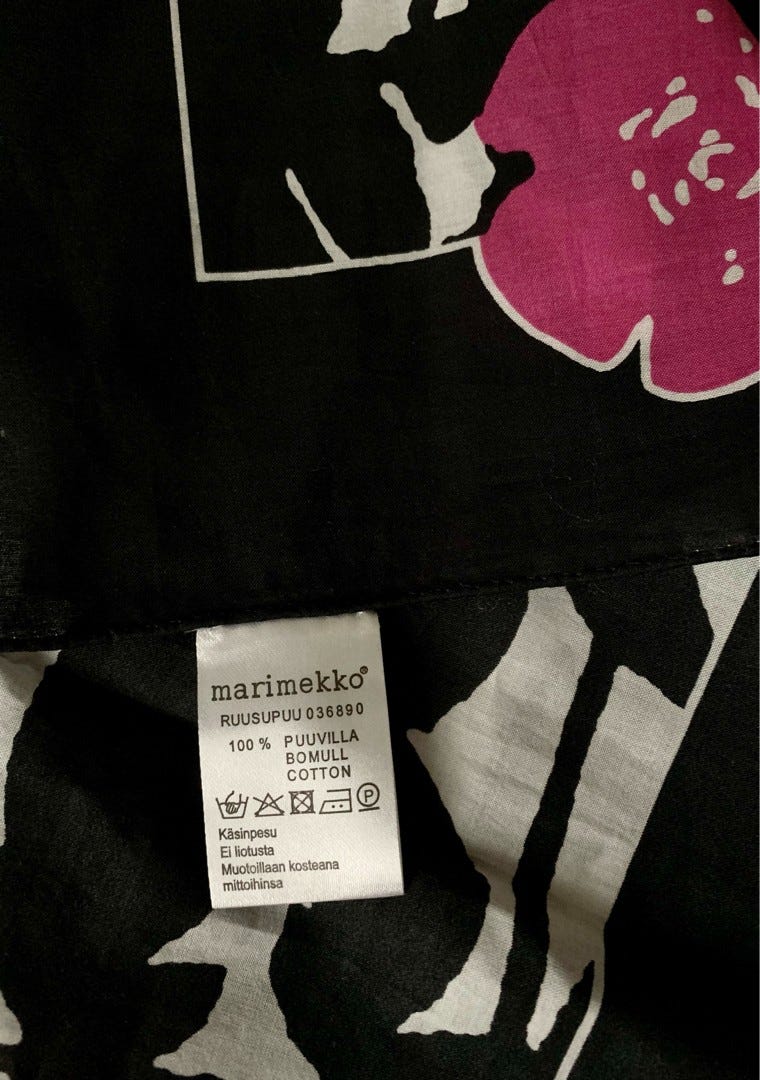 marimekko®
RUUSUPUU 036890
100 % PUUVILLA
BOMULL
COTTON
P
Käsinpesu
Ei liotusta
Muotoillaan kosteana
mittoihinsa